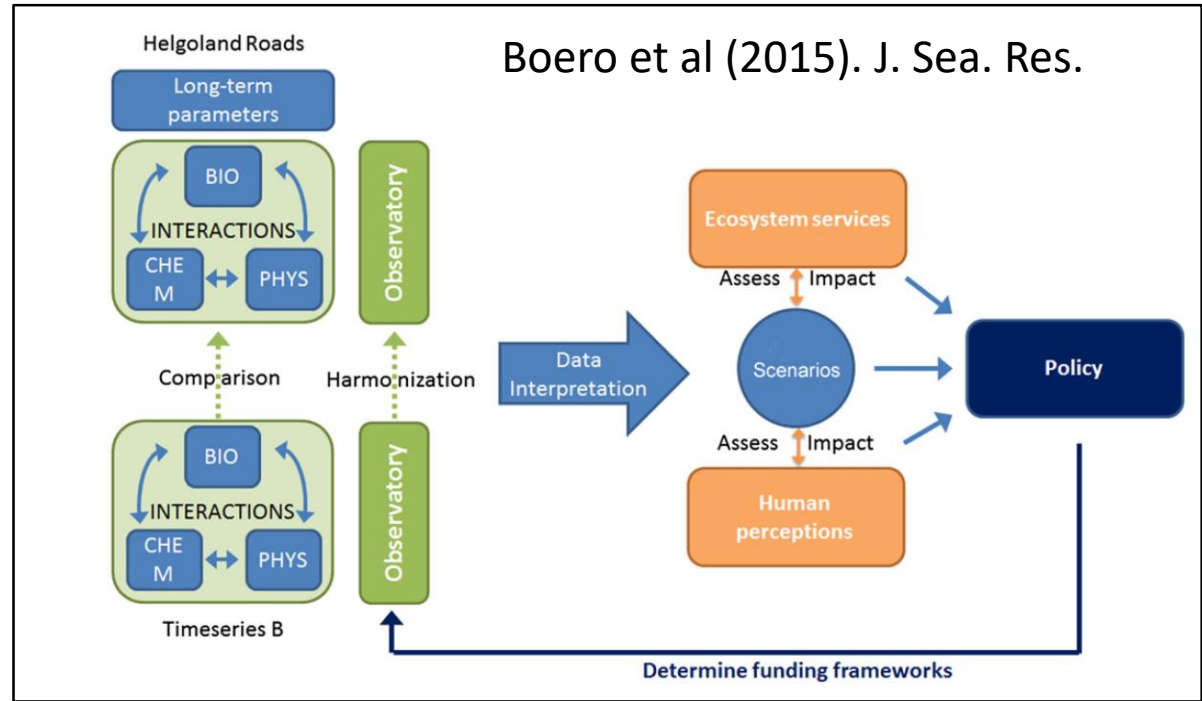 Helgoland Roads
Boero et al (2015). J. Sea. Res.
Long-term
parameters
BIO
INTERACTIONS
CHE
M
PHYS
Observatory
Comparison
Harmonization
BIO
INTERACTIONS
CHE
M
PHYS
Timeseries B
Observatory
Data
Interpretation
Ecosystem services
Assess Impact
Scenarios
Assess Impact
Human
perceptions
Policy
Determine funding frameworks